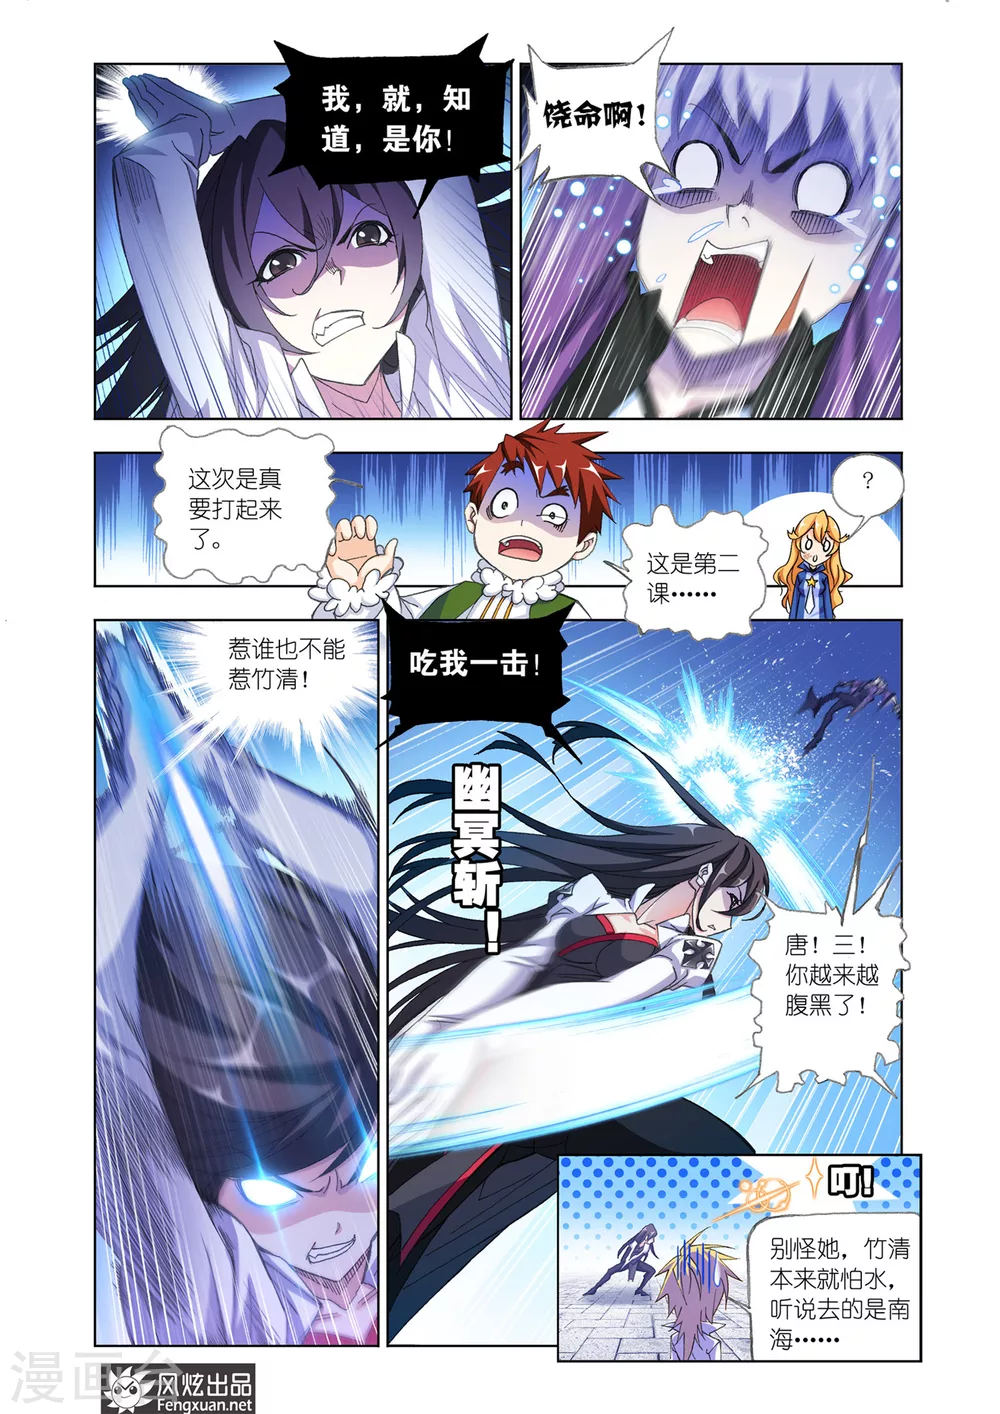 我，就，知
道，是你！
饶命啊！
这次是真
要打起来
了。
这是第二
课……
？
惹谁也不能
惹竹清！
吃我一击！
幽冥斩！
唐！三！
你越来越
腹黑了！
叮！
别怪她，竹清
本来就怕水，
听说去的是南
海……
漫画台
风炫出品
Fengxuan.net